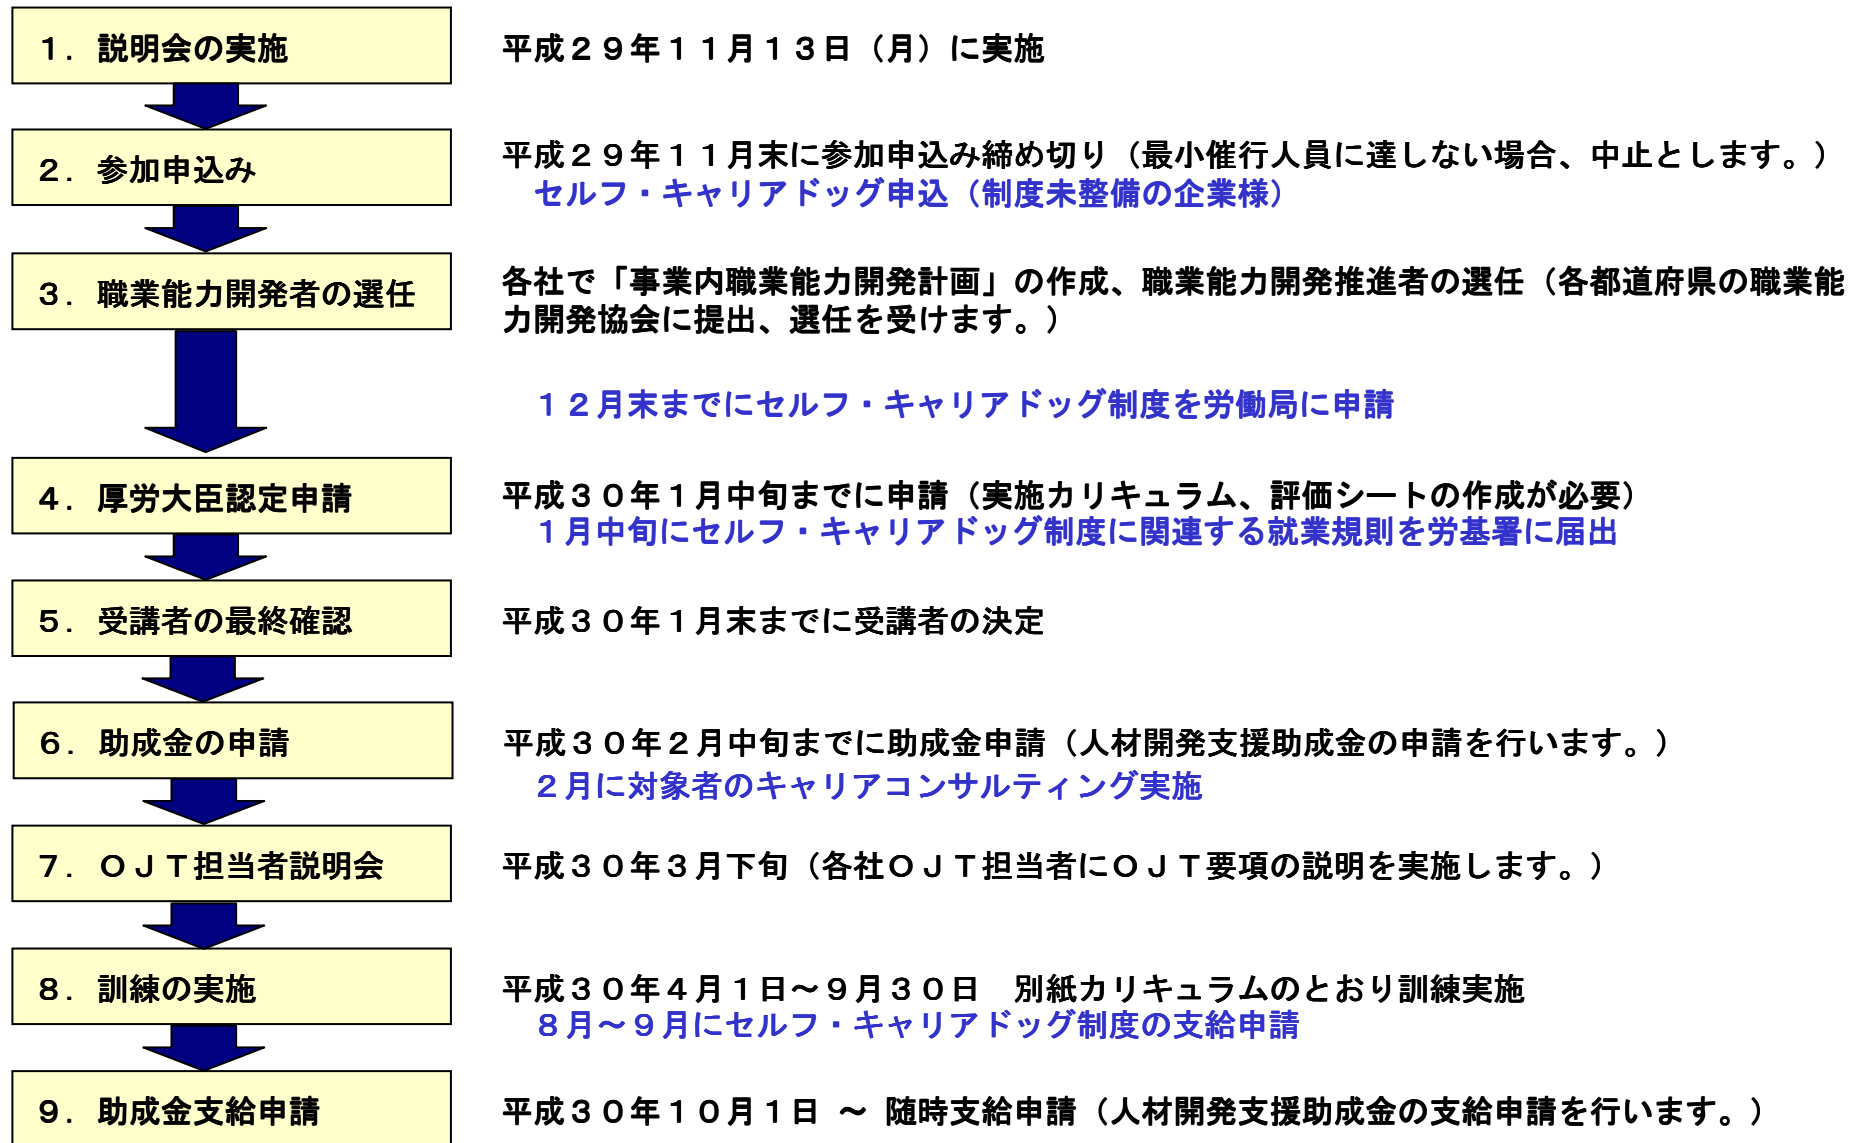 １．説明会の実施
平成２９年１１月１３日（月）に実施
２．参加申込み
平成２９年１１月末に参加申込み締め切り（最小催行人員に達しない場合、中止とします。）
セルフ・キャリアドッグ申込（制度未整備の企業様）
３．職業能力開発者の選任
各社で「事業内職業能力開発計画」の作成、職業能力開発推進者の選任（各都道府県の職業能
力開発協会に提出、選任を受けます。）
１２月末までにセルフ・キャリアドッグ制度を労働局に申請
４．厚労大臣認定申請
平成３０年１月中旬までに申請（実施カリキュラム、評価シートの作成が必要）
１月中旬にセルフ・キャリアドッグ制度に関連する就業規則を労基署に届出
５．受講者の最終確認
平成３０年１月末までに受講者の決定
６．助成金の申請
平成３０年２月中旬までに助成金申請（人材開発支援助成金の申請を行います。）
２月に対象者のキャリアコンサルティング実施
７．ＯＪＴ担当者説明会
平成３０年３月下旬（各社ＯＪＴ担当者にＯＪＴ要項の説明を実施します。）
８．訓練の実施
平成３０年４月１日～９月３０日　別紙カリキュラムのとおり訓練実施
８月～９月にセルフ・キャリアドッグ制度の支給申請
９．助成金支給申請
平成３０年１０月１日 ～ 随時支給申請（人材開発支援助成金の支給申請を行います。）